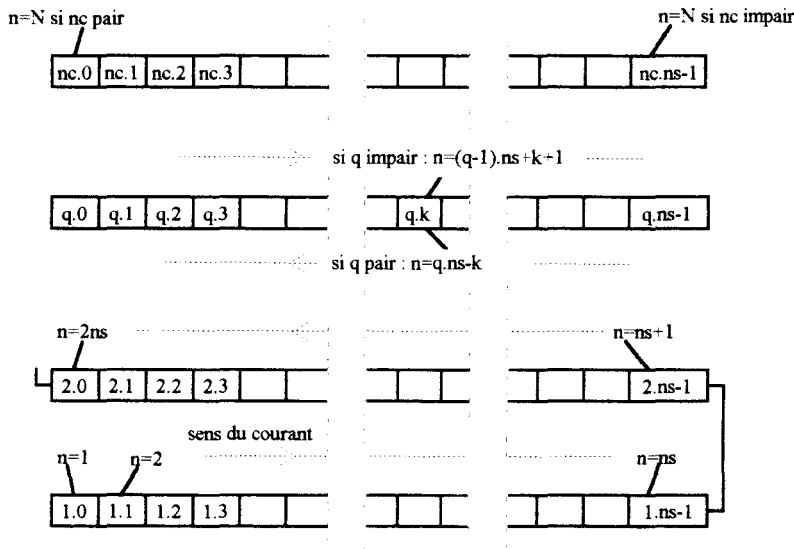 n=N si nc pair
n=N si nc impair
nc.0 nc.1 nc.2 nc.3 nc.ns-1
si q impair : n=(q-1).ns+k+1
q.0 q.1 q.2 q.3 q.k q.ns-1
si q pair : n=q.ns-k
n=2ns n=ns+1
2.0 2.1 2.2 2.3 2.ns-1
sens du courant
n=1 n=2 n=ns
1.0 1.1 1.2 1.3 1.ns-1